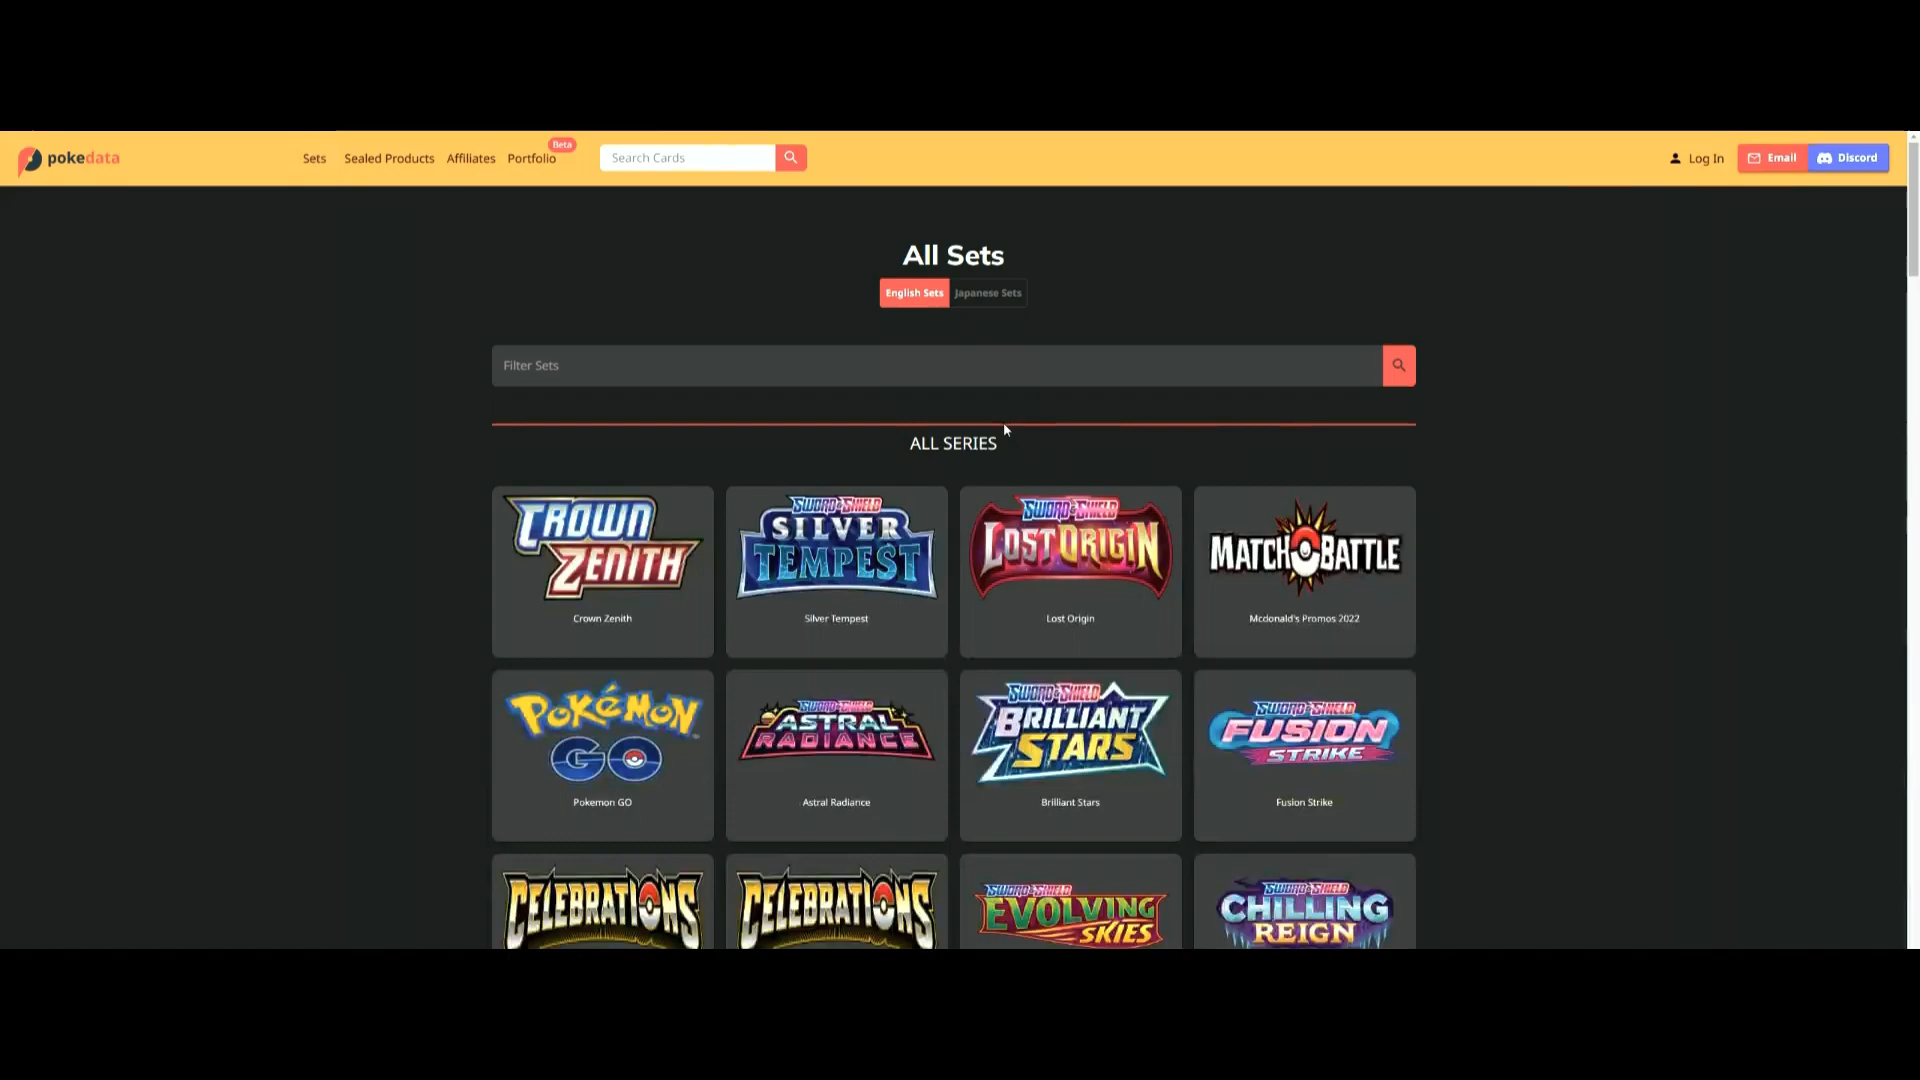 pokedata
Sets Sealed Products Affiliates Portfolio Beta Search Cards Log In Email Discord
All Sets
English Sets Japanese Sets
Filter Sets
ALL SERIES
CROWN ZENITH
SWORD & SHIELD SILVER TEMPEST
SWORD & SHIELD LOST ORIGIN
MATCH BATTLE
Crown Zenith Silver Tempest Lost Origin Mcdonald's Promos 2022
POKéMON GO
SWORD & SHIELD ASTRAL RADIANCE
SWORD & SHIELD BRILLIANT STARS
SWORD & SHIELD FUSION STRIKE
Pokemon GO Astral Radiance Brilliant Stars Fusion Strike
CELEBRATIONS
CELEBRATIONS
SWORD & SHIELD EVOLVING SKIES
SWORD & SHIELD CHILLING REIGN